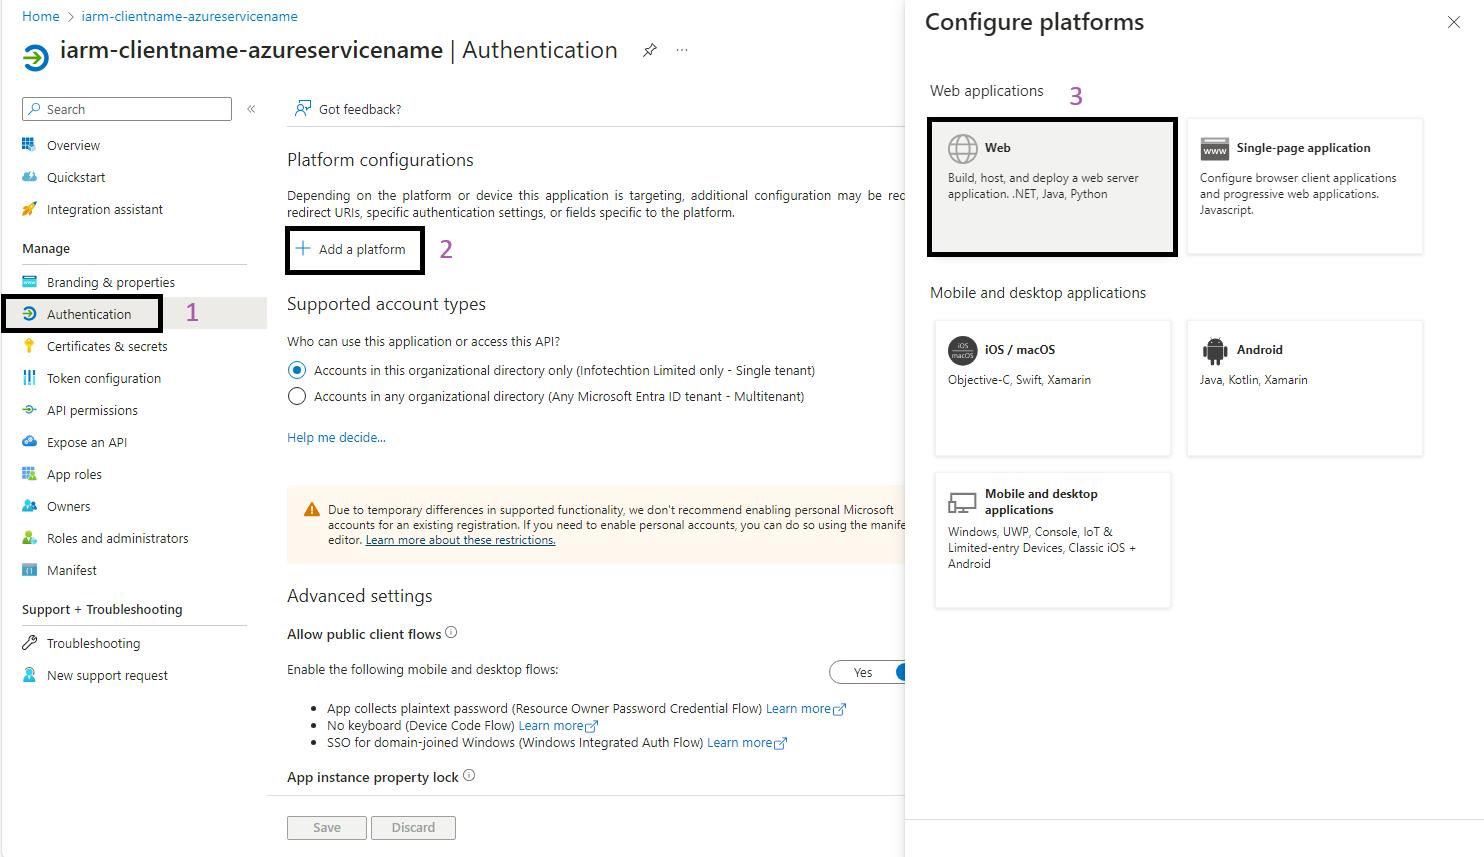 Home > iarm-clientname-azureservicename
iarm-clientname-azureservicename | Authentication
Search
Overview
Quickstart
Integration assistant
Manage
Branding & properties
Authentication
1
Certificates & secrets
Token configuration
API permissions
Expose an API
App roles
Owners
Roles and administrators
Manifest
Support + Troubleshooting
Troubleshooting
New support request
Got feedback?
Platform configurations
Depending on the platform or device this application is targeting, additional configuration may be
redirect URIs, specific authentication settings, or fields specific to the platform.
Add a platform
2
Supported account types
Who can use this application or access this API?
Accounts in this organizational directory only (Infotechtion Limited only - Single tenant)
Accounts in any organizational directory (Any Microsoft Entra ID tenant - Multitenant)
Help me decide...
Due to temporary differences in supported functionality, we don't recommend enabling personal Microsoft
accounts for an existing registration. If you need to enable personal accounts, you can do so using the
editor. Learn more about these restrictions.
Advanced settings
Allow public client flows
Enable the following mobile and desktop flows:
Yes
• App collects plaintext password (Resource Owner Password Credential Flow) Learn more
• No keyboard (Device Code Flow) Learn more
• SSO for domain-joined Windows (Windows Integrated Auth Flow) Learn more
App instance property lock
Save
Discard
Configure platforms
Web applications
3
Web
Build, host, and deploy a web server
application. .NET, Java, Python
www
Single-page application
Configure browser client applications
and progressive web applications.
Javascript.
Mobile and desktop applications
iOS
macOS
iOS / macOS
Objective-C, Swift, Xamarin
Android
Java, Kotlin, Xamarin
Mobile and desktop
applications
Windows, UWP, Console, IoT &
Limited-entry Devices, Classic iOS +
Android